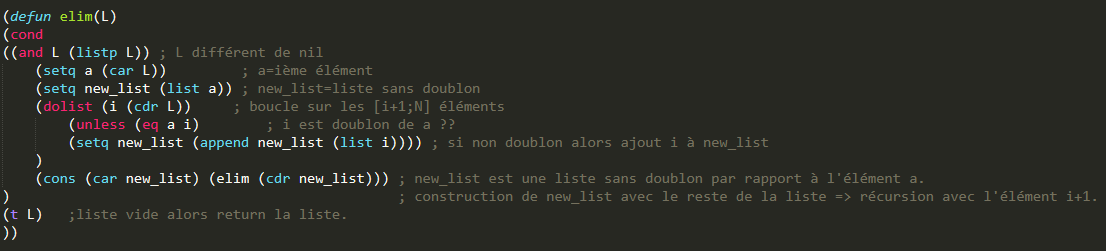 (defun elim(L)
(cond
((and L (listp L)) ; L différent de nil
    (setq a (car L))         ; a=ième élément
    (setq new_list (list a)) ; new_list=liste sans doublon
    (dolist (i (cdr L))     ; boucle sur les [i+1;N] éléments
        (unless (eq a i)        ; i est doublon de a ??
        (setq new_list (append new_list (list i)))) ; si non doublon alors ajout i à new_list
    )
    (cons (car new_list) (elim (cdr new_list))) ; new_list est une liste sans doublon par rapport à l'élément a.
)                                               ; construction de new_list avec le reste de la liste => récursion avec l'élément i+1.
(t L)   ;liste vide alors return la liste.
))